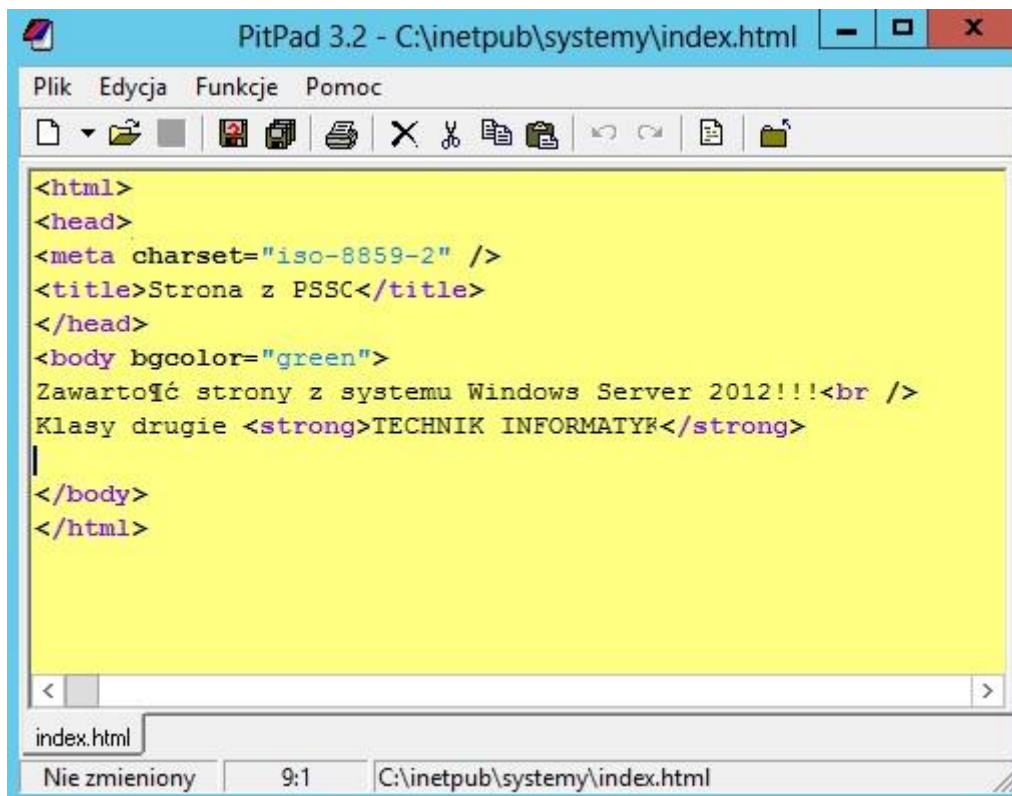 PitPad 3.2 - C:\inetpub\systemy\index.html
Plik Edycja Funkcje Pomoc
<html>
<head>
<meta charset="iso-8859-2" />
<title>Strona z PSSO</title>
</head>
<body bgcolor="green">
Zawarto¶ć strony z systemu Windows Server 2012!!!<br />
Klasy drugie <strong>TECHNIK INFORMATYK</strong>
</body>
</html>
index.html
Nie zmieniony 9:1 C:\inetpub\systemy\index.html